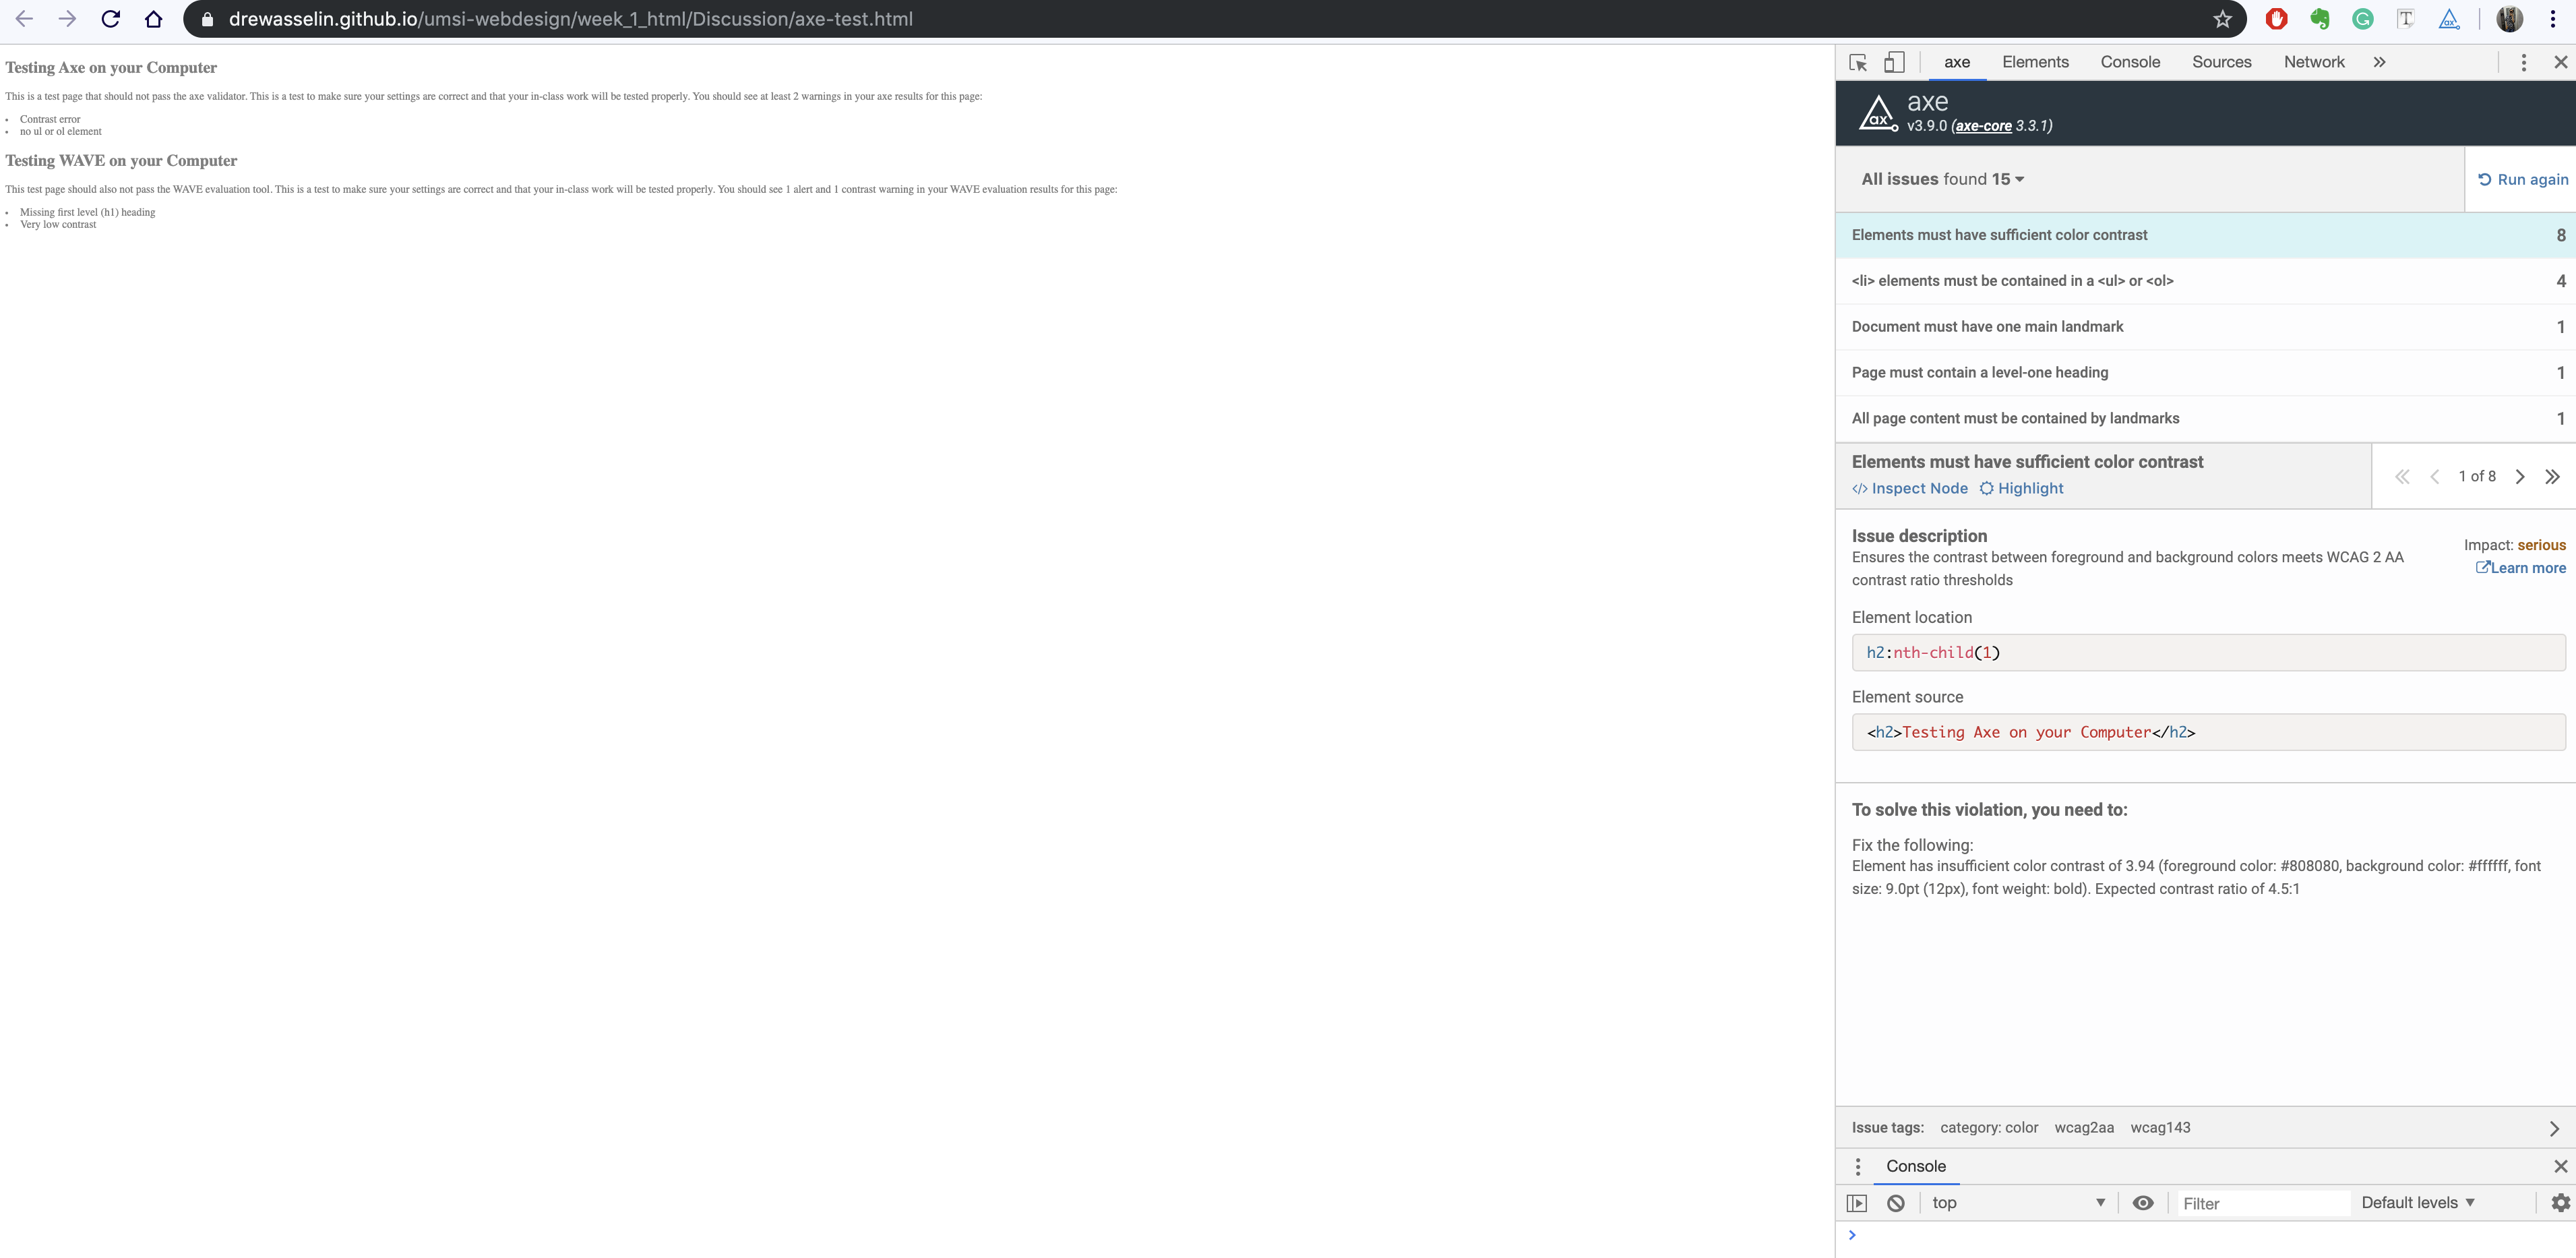 drewasselin.github.io/umsi-webdesign/week_1_html/Discussion/axe-test.html
Testing Axe on your Computer
This is a test page that should not pass the axe validator. This is a test to make sure your settings are correct and that your in-class work will be tested properly. You should see at least 2 warnings in your axe results for this page:
• Contrast error
• no ul or ol element
Testing WAVE on your Computer
This test page should also not pass the WAVE evaluation tool. This is a test to make sure your settings are correct and that your in-class work will be tested properly. You should see 1 alert and 1 contrast warning in your WAVE evaluation results for this page:
• Missing first level (h1) heading
• Very low contrast
axe Elements Console Sources Network »
ax axe
v3.9.0 (axe-core 3.3.1)
All issues found 15 Run again
Elements must have sufficient color contrast 8
<li> elements must be contained in a <ul> or <ol> 4
Document must have one main landmark 1
Page must contain a level-one heading 1
All page content must be contained by landmarks 1
Elements must have sufficient color contrast
</> Inspect Node Highlight
1 of 8
Issue description
Ensures the contrast between foreground and background colors meets WCAG 2 AA
contrast ratio thresholds
Impact: serious
Learn more
Element location
h2:nth-child(1)
Element source
<h2>Testing Axe on your Computer</h2>
To solve this violation, you need to:
Fix the following:
Element has insufficient color contrast of 3.94 (foreground color: #808080, background color: #ffffff, font
size: 9.0pt (12px), font weight: bold). Expected contrast ratio of 4.5:1
Issue tags: category: color wcag2aa wcag143
Console
top Filter Default levels